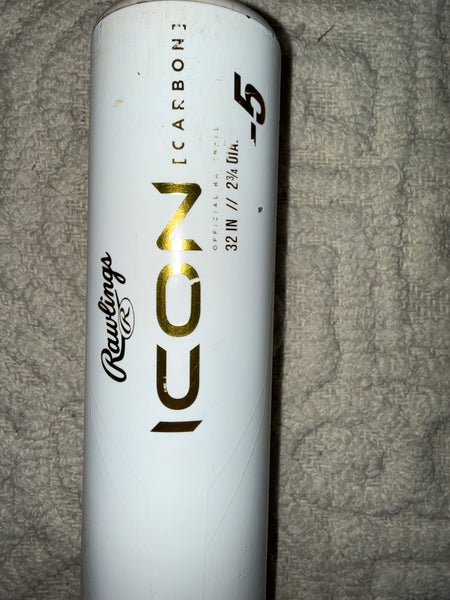 Rawlings
R
ICON [CARBON]
OFFICIAL
32 IN // 2¾ DIA.
-5